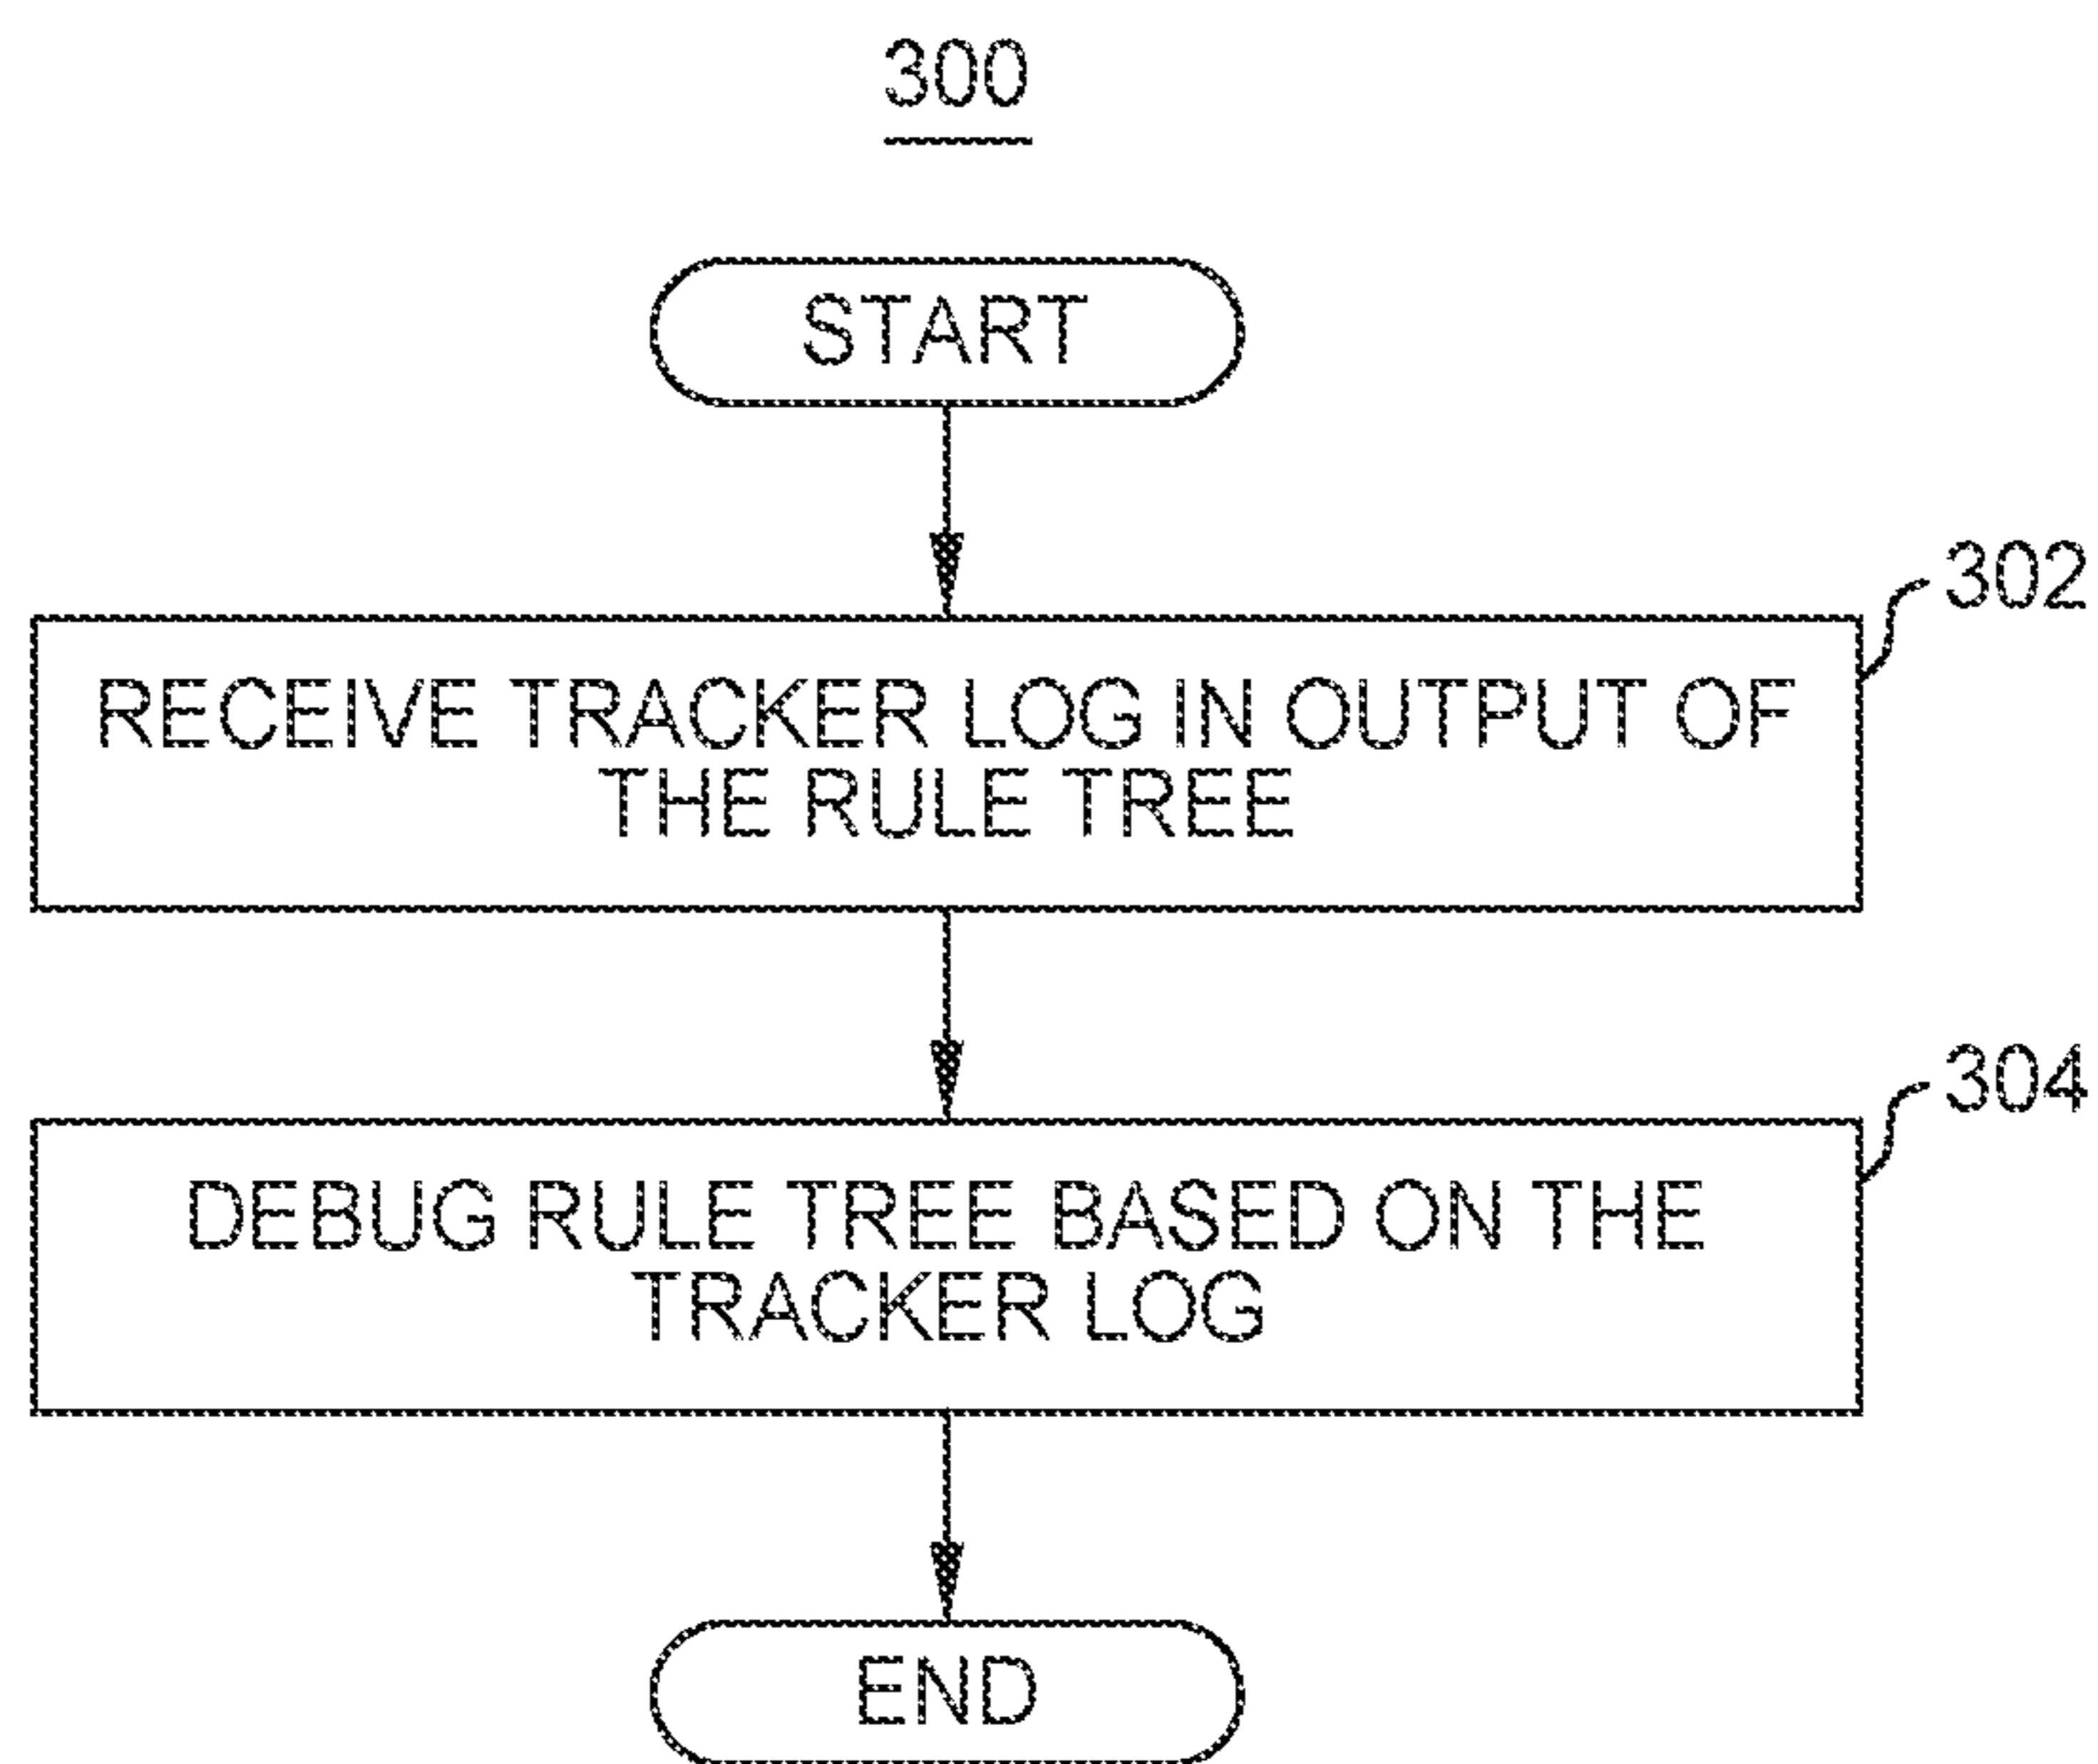 300
START
302
RECEIVE TRACKER LOG IN OUTPUT OF
THE RULE TREE
304
DEBUG RULE TREE BASED ON THE
TRACKER LOG
END